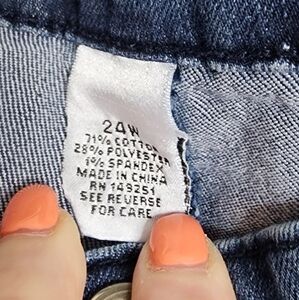 24W
71% COTTON
28% POLYESTER
1% SPANDEX
MADE IN CHINA
RN 149251
SEE REVERSE
FOR CARE